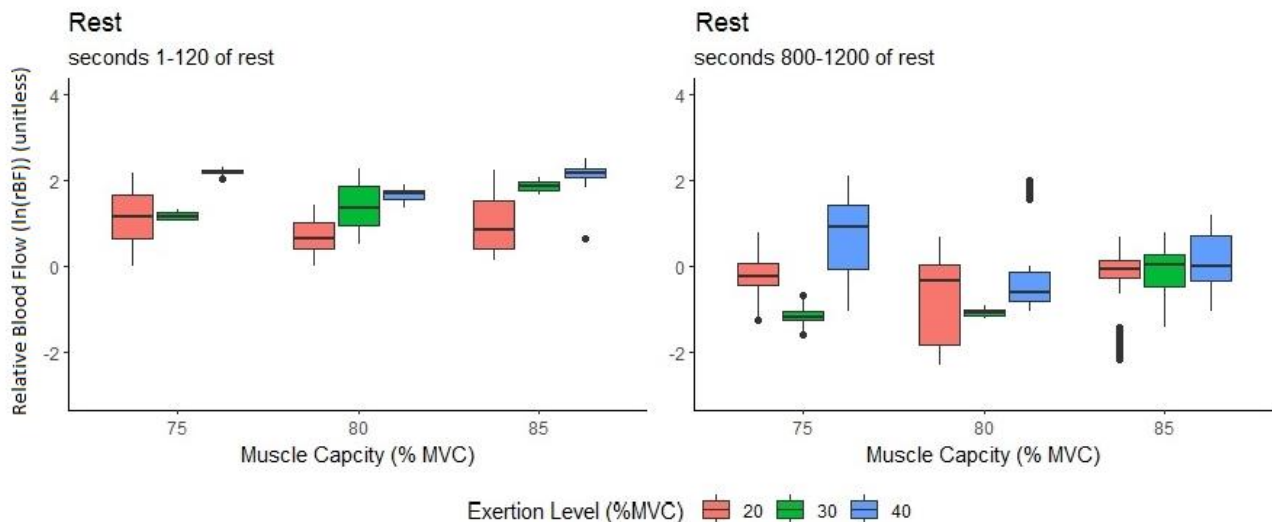 Rest
seconds 1-120 of rest
Relative Blood Flow (ln(rBF)) (unitless)
4
2
0
-2
75
80
85
Muscle Capcity (% MVC)
Rest
seconds 800-1200 of rest
4
2
0
-2
75
80
85
Muscle Capcity (% MVC)
Exertion Level (%MVC) 20 30 40